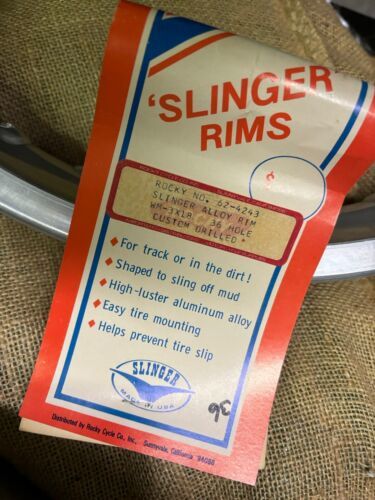 'SLINGER
RIMS
ROCKY NO. 62-4243
SLINGER ALLOY RIM
WM-3X18 36 HOLE
CUSTOM DRILLED*
♦ For track or in the dirt!
♦ Shaped to sling off mud
♦ High-luster aluminum alloy
♦ Easy tire mounting
♦ Helps prevent tire slip
SLINGER
MADE IN USA
Distributed by Rocky Cycle Co., Inc. Sunnyvale, California 94086